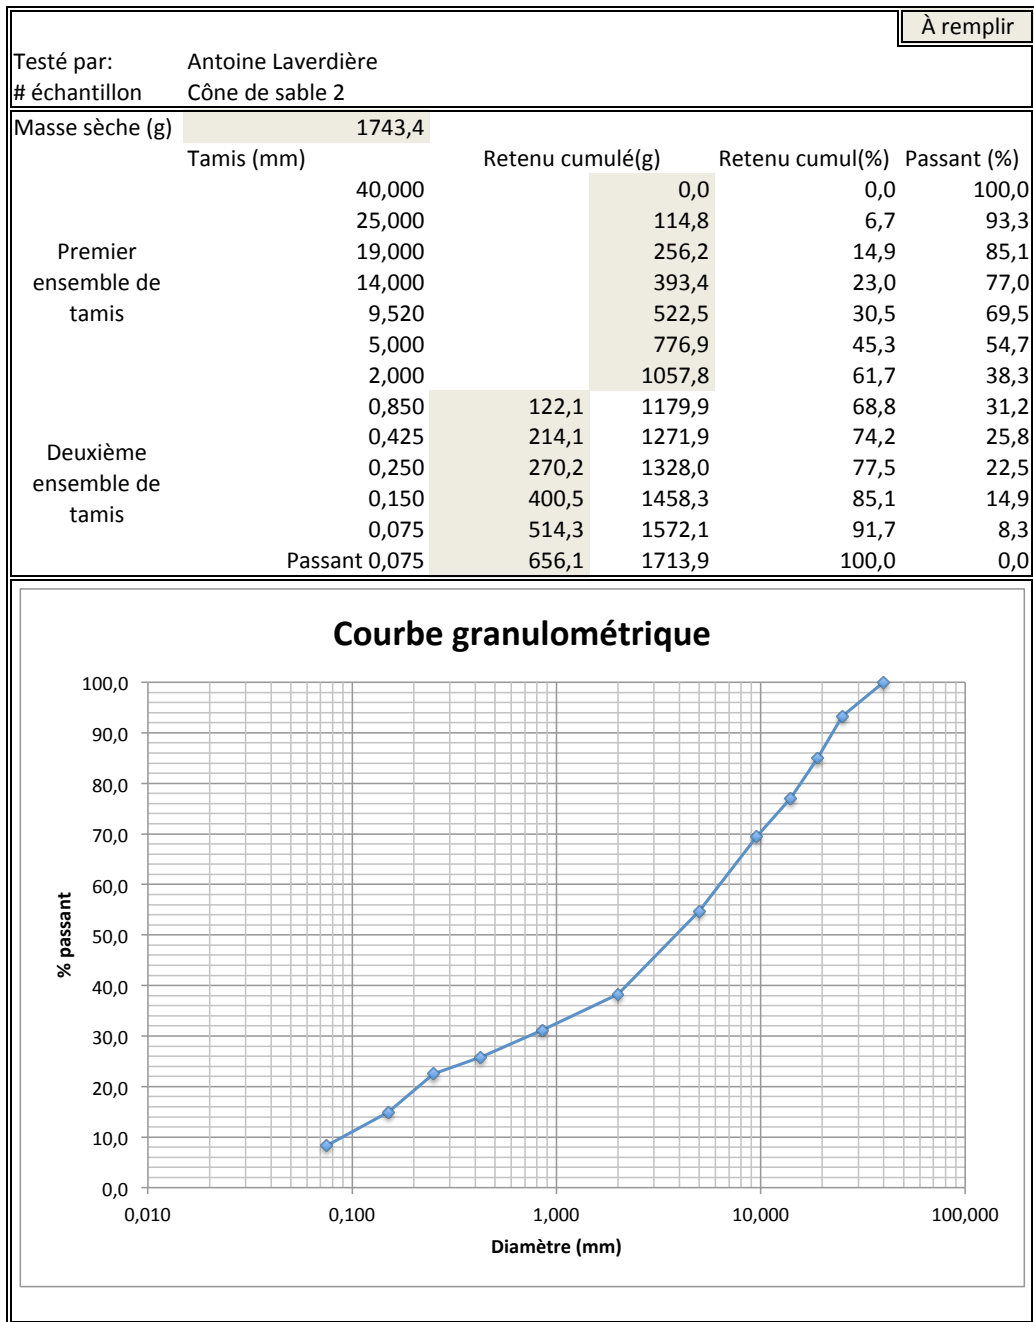 À remplir
Testé par: Antoine Laverdière
# échantillon Cône de sable 2
Masse sèche (g) 1743,4
Tamis (mm) Retenu cumulé(g) Retenu cumul(%) Passant (%)
Premier ensemble de tamis
40,000 0,0 0,0 100,0
25,000 114,8 6,7 93,3
19,000 256,2 14,9 85,1
14,000 393,4 23,0 77,0
9,520 522,5 30,5 69,5
5,000 776,9 45,3 54,7
2,000 1057,8 61,7 38,3
Deuxième ensemble de tamis
0,850 122,1 1179,9 68,8 31,2
0,425 214,1 1271,9 74,2 25,8
0,250 270,2 1328,0 77,5 22,5
0,150 400,5 1458,3 85,1 14,9
0,075 514,3 1572,1 91,7 8,3
Passant 0,075 656,1 1713,9 100,0 0,0
Courbe granulométrique
% passant
100,0
90,0
80,0
70,0
60,0
50,0
40,0
30,0
20,0
10,0
0,0
0,010 0,100 1,000 10,000 100,000
Diamètre (mm)